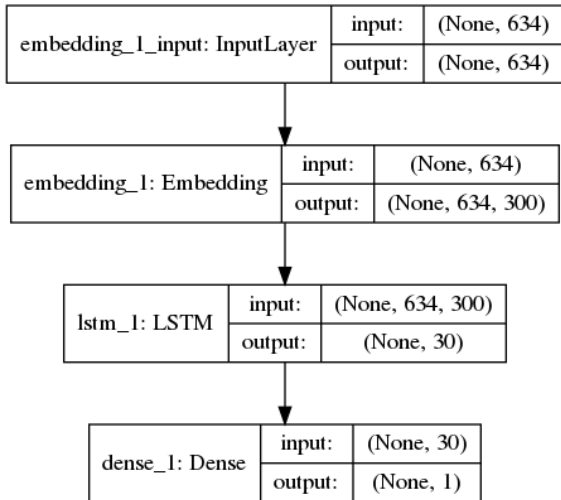 embedding_1_input: InputLayer
input: (None, 634)
output: (None, 634)
embedding_1: Embedding
input: (None, 634)
output: (None, 634, 300)
lstm_1: LSTM
input: (None, 634, 300)
output: (None, 30)
dense_1: Dense
input: (None, 30)
output: (None, 1)